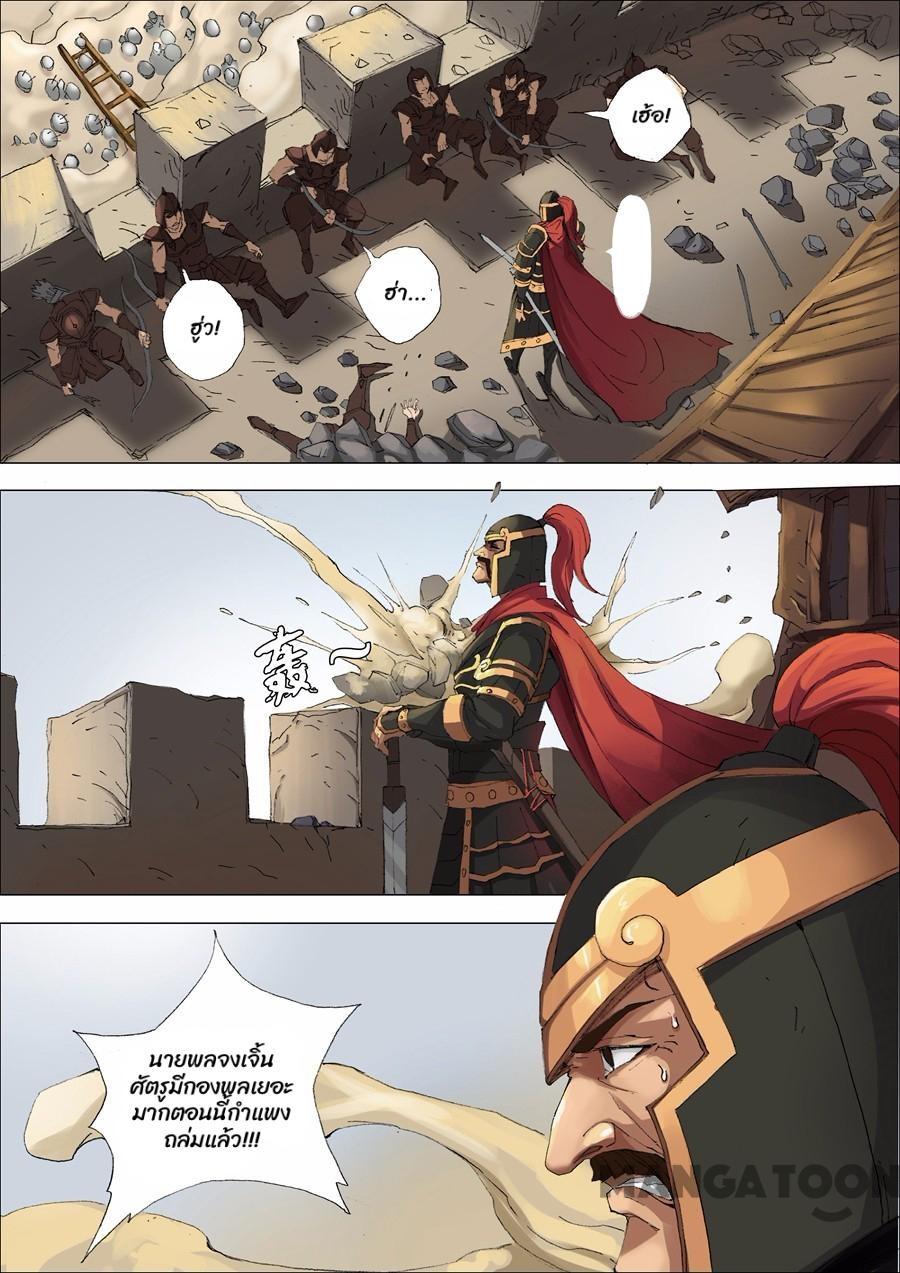 เฮ้อ!
ฮ่า...
ฮู่ว!
轰
นายพลจงเจิ้น
ศัตรูมีกองพลเยอะ
มากตอนนี้กำแพง
ถล่มแล้ว!!!
MANGATOON